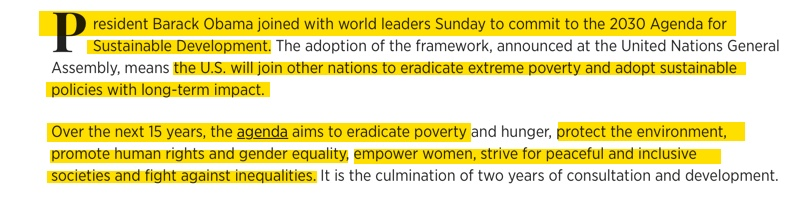 President Barack Obama joined with world leaders Sunday to commit to the 2030 Agenda for
Sustainable Development. The adoption of the framework, announced at the United Nations General
Assembly, means the U.S. will join other nations to eradicate extreme poverty and adopt sustainable
policies with long-term impact.
Over the next 15 years, the agenda aims to eradicate poverty and hunger, protect the environment,
promote human rights and gender equality, empower women, strive for peaceful and inclusive
societies and fight against inequalities. It is the culmination of two years of consultation and development.